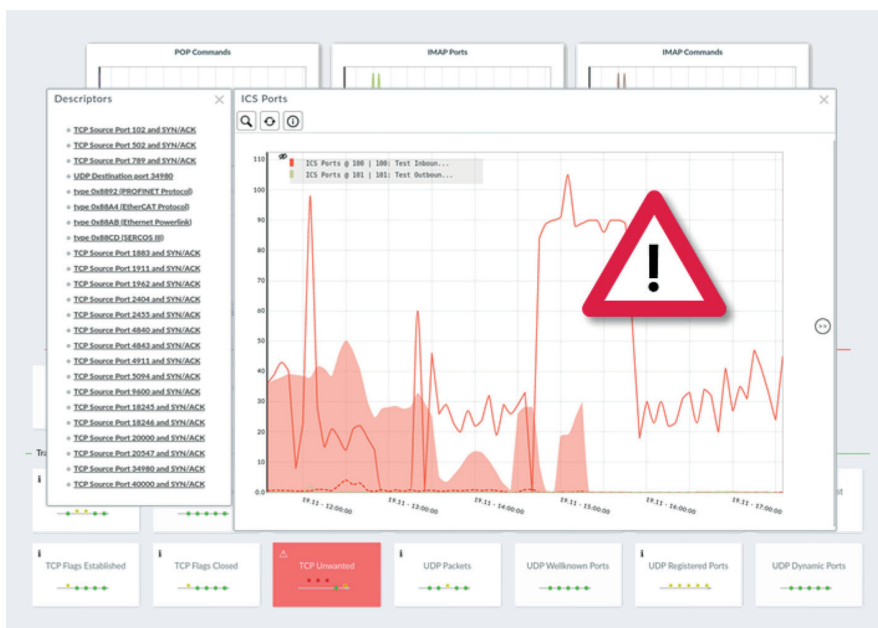 POP Commands
IMAP Ports
IMAP Commands
Descriptors
TCP Source Port 102 and SYN/ACK
TCP Source Port 502 and SYN/ACK
TCP Source Port 789 and SYN/ACK
UDP Destination port 34980
type 0x8892 (PROFINET Protocol)
type 0x88A4 (EtherCAT Protocol)
type 0x88AB (Ethernet Powerlink)
type 0x88CD (SERCOS III)
TCP Source Port 1883 and SYN/ACK
TCP Source Port 1911 and SYN/ACK
TCP Source Port 1962 and SYN/ACK
TCP Source Port 2404 and SYN/ACK
TCP Source Port 2455 and SYN/ACK
TCP Source Port 4840 and SYN/ACK
TCP Source Port 4843 and SYN/ACK
TCP Source Port 4911 and SYN/ACK
TCP Source Port 5094 and SYN/ACK
TCP Source Port 9600 and SYN/ACK
TCP Source Port 18245 and SYN/ACK
TCP Source Port 18246 and SYN/ACK
TCP Source Port 20000 and SYN/ACK
TCP Source Port 20547 and SYN/ACK
TCP Source Port 34980 and SYN/ACK
TCP Source Port 40000 and SYN/ACK
ICS Ports
ICS Ports @ 100 | 100: Test Inboun...
ICS Ports @ 101 | 101: Test Outboun...
110
100
90
80
70
60
50
40
30
20
10
0.0
19.11 - 12:00:00
19.11 - 13:00:00
19.11 - 14:00:00
19.11 - 15:00:00
19.11 - 16:00:00
19.11 - 17:00:00
!
>>
Tra
st
TCP Flags Established
TCP Flags Closed
TCP Unwanted
UDP Packets
UDP Wellknown Ports
UDP Registered Ports
UDP Dynamic Ports